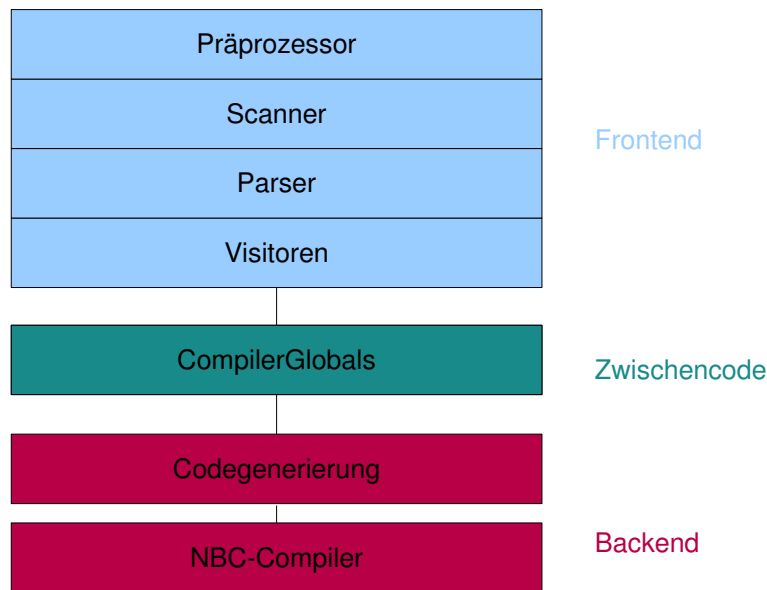 Präprozessor
Scanner
Frontend
Parser
Visitoren
CompilerGlobals
Zwischencode
Codegenerierung
Backend
NBC-Compiler